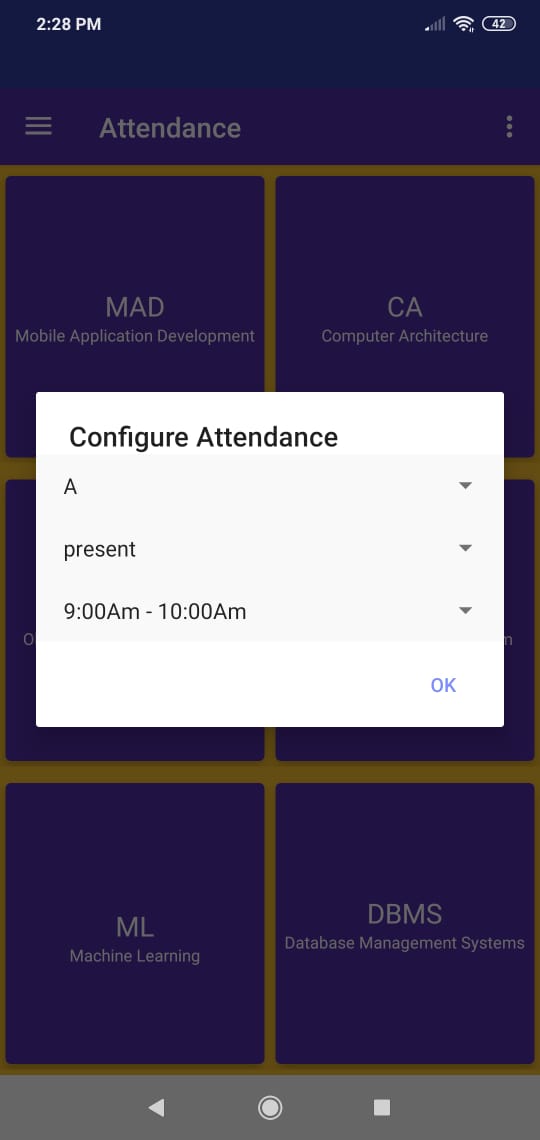 2:28 PM
42
Attendance
MAD
Mobile Application Development
CA
Computer Architecture
Configure Attendance
A
present
9:00Am - 10:00Am
OK
ML
Machine Learning
DBMS
Database Management Systems